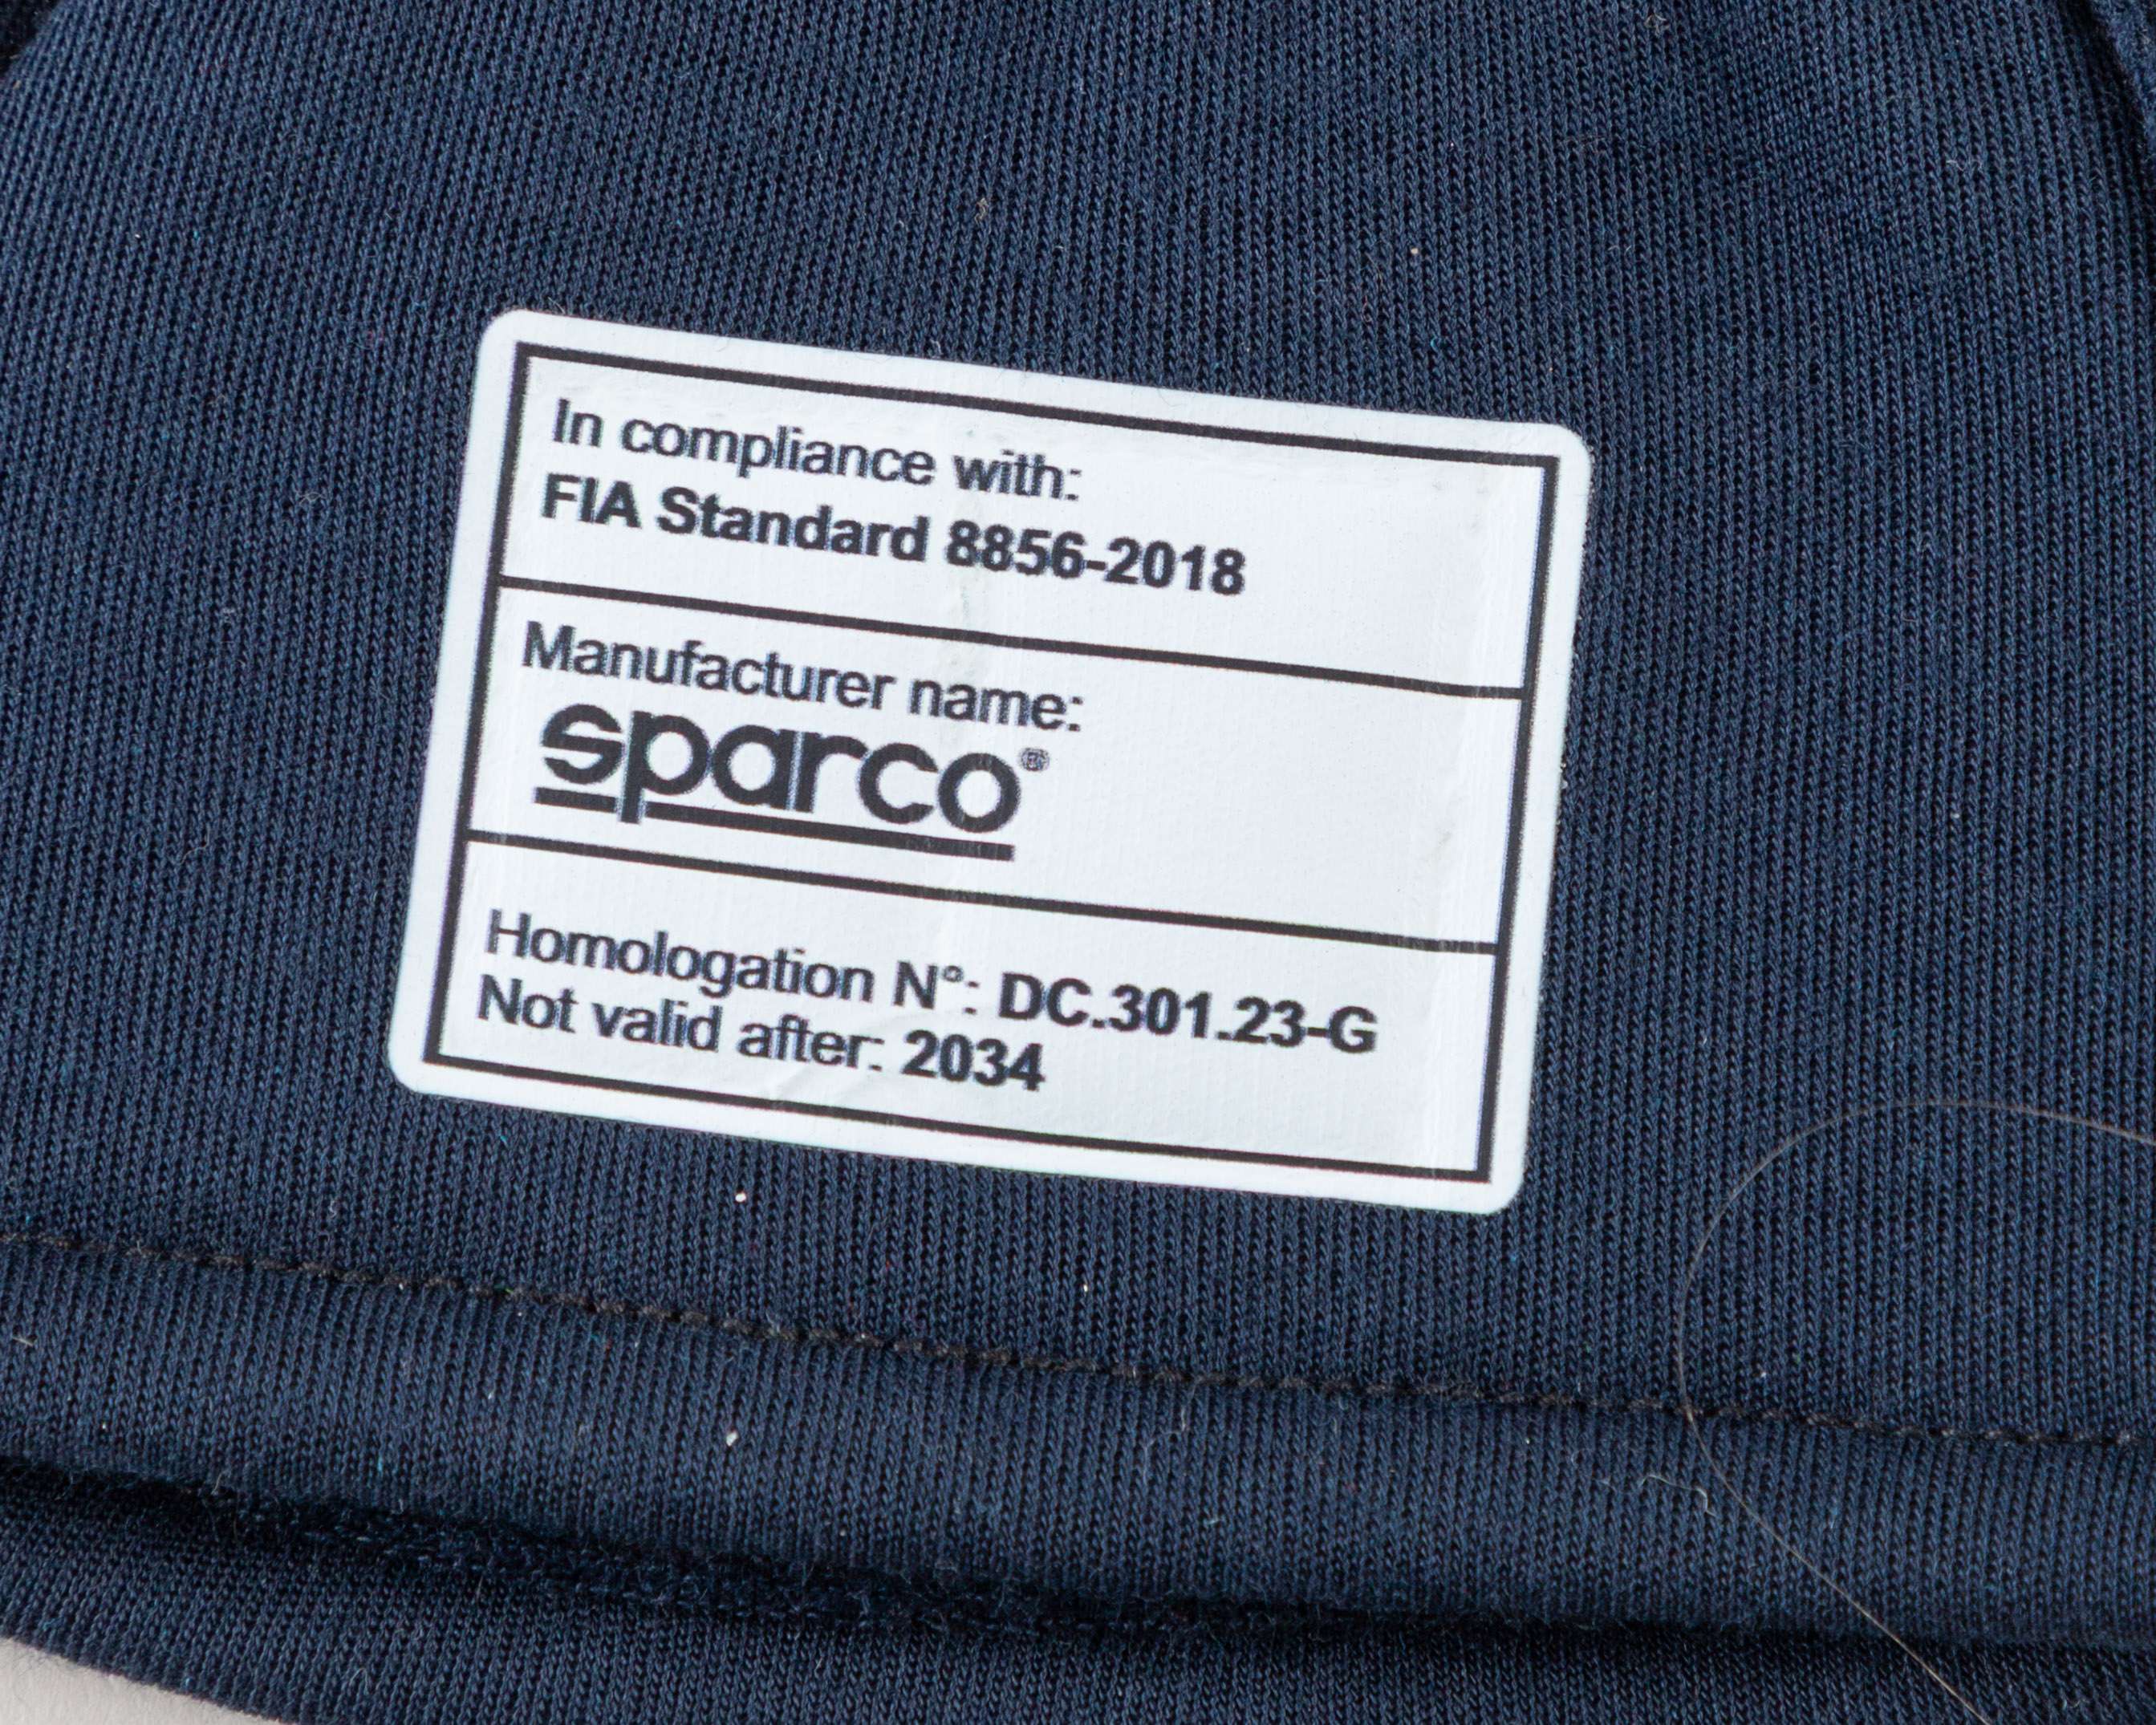 In compliance with:
FIA Standard 8856-2018
Manufacturer name:
sparco®
Homologation N°: DC.301.23-G
Not valid after: 2034